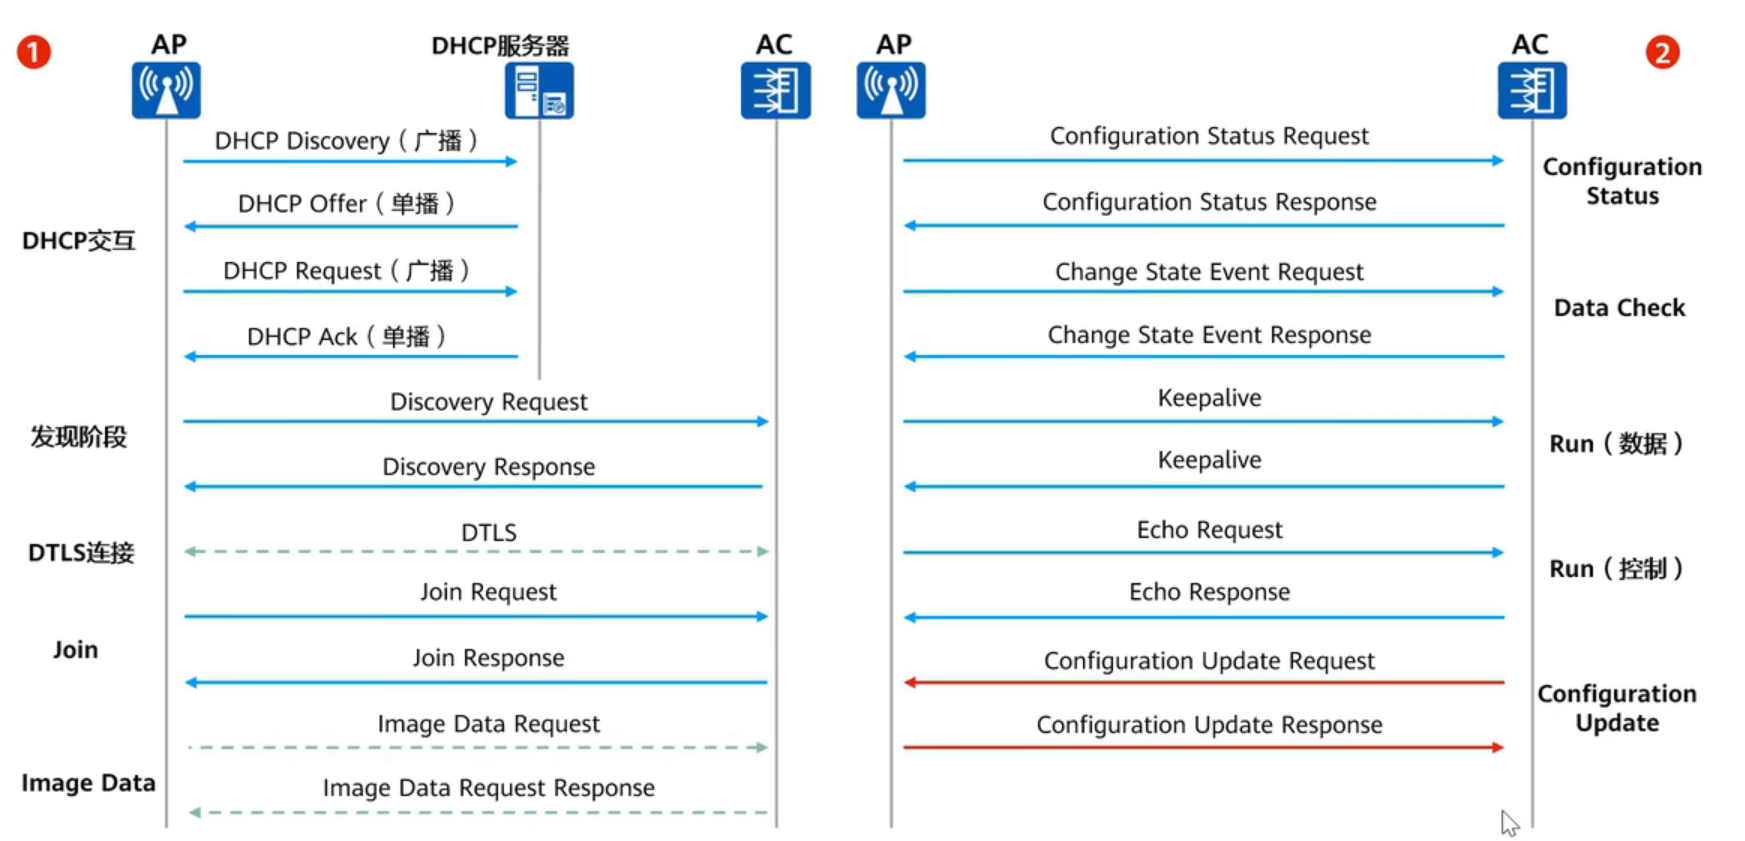 1
AP
DHCP服务器
AC
DHCP Discovery（广播）
DHCP Offer（单播）
DHCP交互
DHCP Request（广播）
DHCP Ack（单播）
Discovery Request
发现阶段
Discovery Response
DTLS
DTLS连接
Join Request
Join
Join Response
Image Data Request
Image Data
Image Data Request Response
AP
AC
2
Configuration Status Request
Configuration
Status
Configuration Status Response
Change State Event Request
Data Check
Change State Event Response
Keepalive
Run（数据）
Keepalive
Echo Request
Run（控制）
Echo Response
Configuration Update Request
Configuration
Update
Configuration Update Response